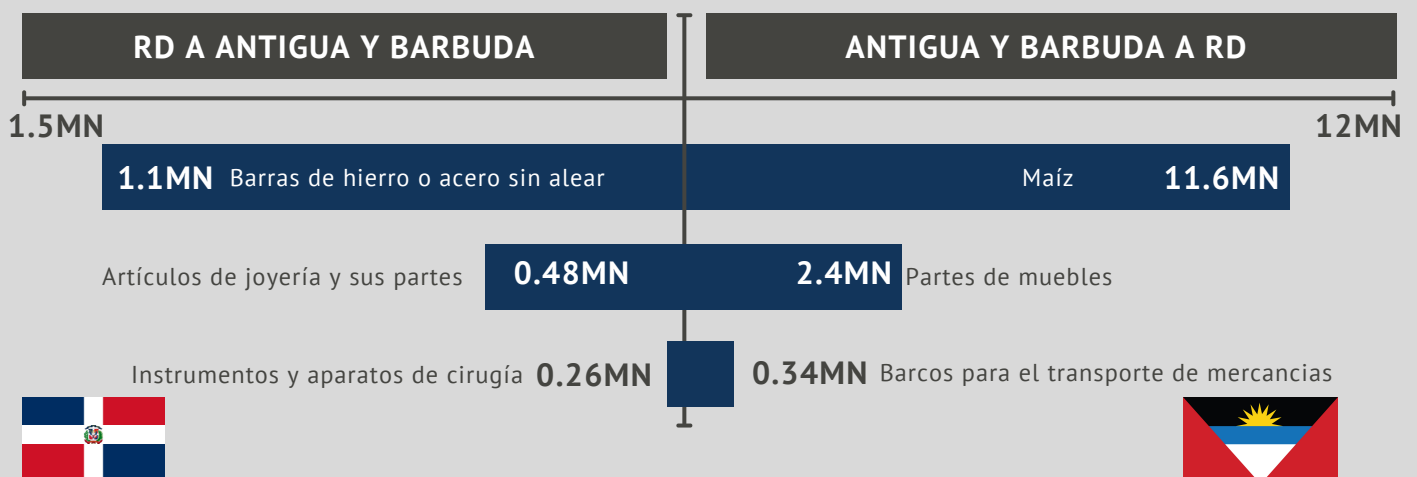 RD A ANTIGUA Y BARBUDA
ANTIGUA Y BARBUDA A RD
1.5MN
12MN
1.1MN Barras de hierro o acero sin alear
Maíz 11.6MN
Artículos de joyería y sus partes 0.48MN
2.4MN Partes de muebles
Instrumentos y aparatos de cirugía 0.26MN
0.34MN Barcos para el transporte de mercancias